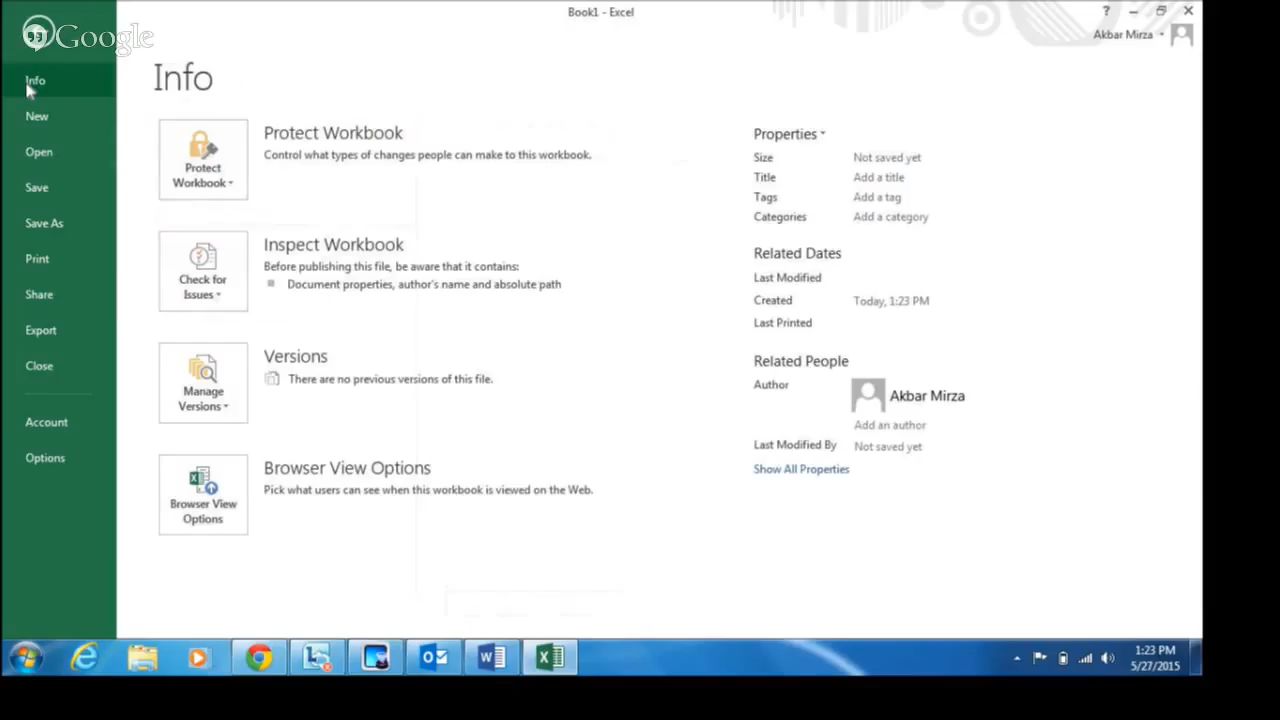 Google
Book1 - Excel
?
Akbar Mirza
Info
New
Open
Save
Save As
Print
Share
Export
Close
Account
Options
Info
Protect Workbook
Protect Workbook
Control what types of changes people can make to this workbook.
Check for Issues
Inspect Workbook
Before publishing this file, be aware that it contains:
Document properties, author's name and absolute path
Manage Versions
Versions
There are no previous versions of this file.
Browser View Options
Browser View Options
Pick what users can see when this workbook is viewed on the Web.
Properties
Size Not saved yet
Title Add a title
Tags Add a tag
Categories Add a category
Related Dates
Last Modified
Created Today, 1:23 PM
Last Printed
Related People
Author Akbar Mirza
Add an author
Last Modified By Not saved yet
Show All Properties
1:23 PM
5/27/2015